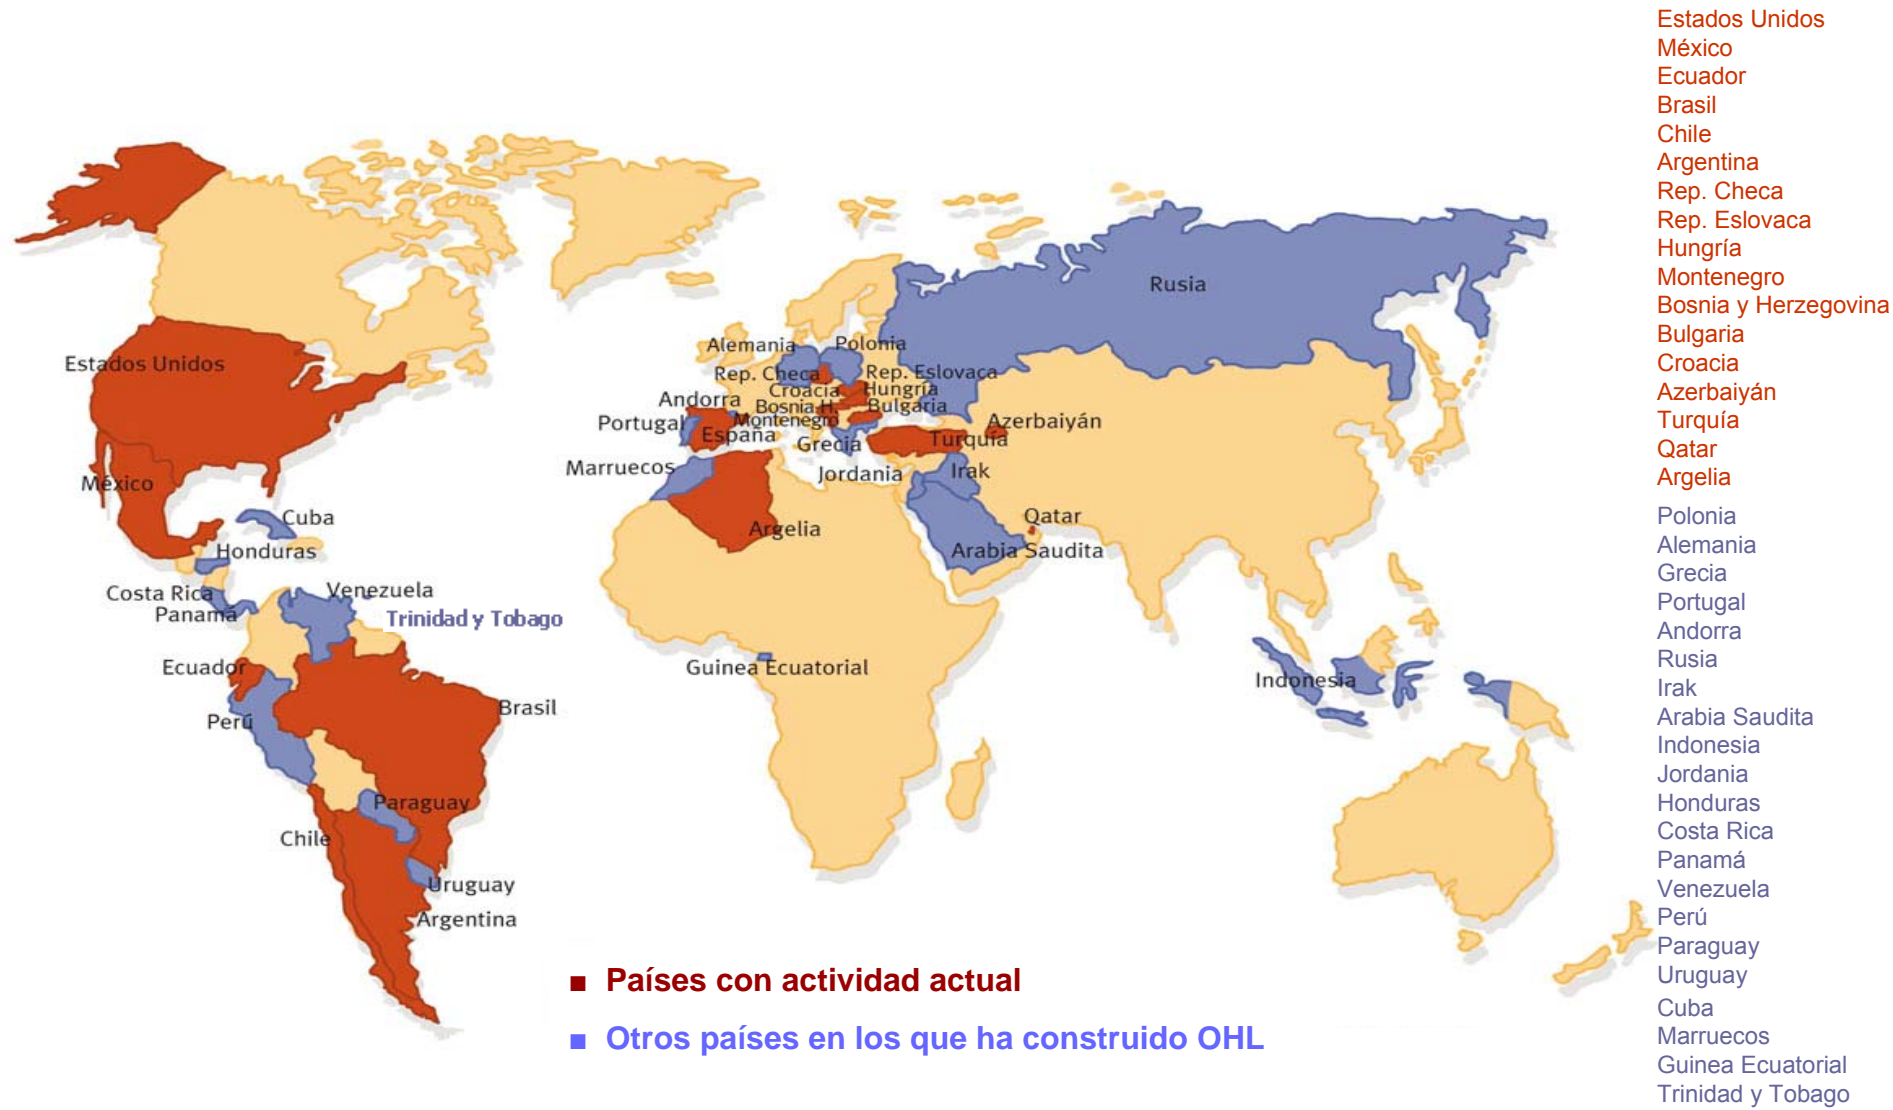 Estados Unidos
México
Ecuador
Brasil
Chile
Argentina
Rep. Checa
Rep. Eslovaca
Hungría
Montenegro
Bosnia y Herzegovina
Bulgaria
Croacia
Azerbaiyán
Turquía
Qatar
Argelia
Polonia
Alemania
Grecia
Portugal
Andorra
Rusia
Irak
Arabia Saudita
Indonesia
Jordania
Honduras
Costa Rica
Panamá
Venezuela
Perú
Paraguay
Uruguay
Cuba
Marruecos
Guinea Ecuatorial
Trinidad y Tobago
Rusia
Alemania
Polonia
Estados Unidos
Rep. Checa
Rep. Eslovaca
Croacia
Hungría
Andorra
Bosnia H.
Bulgaria
Portugal
Montenegro
España
Azerbaiyán
Grecia
Turquía
Marruecos
Jordania
Irak
México
Cuba
Qatar
Argelia
Honduras
Arabia Saudita
Costa Rica
Venezuela
Panamá
Trinidad y Tobago
Ecuador
Guinea Ecuatorial
Indonesia
Brasil
Perú
Paraguay
Chile
Uruguay
Argentina
Países con actividad actual
Otros países en los que ha construido OHL